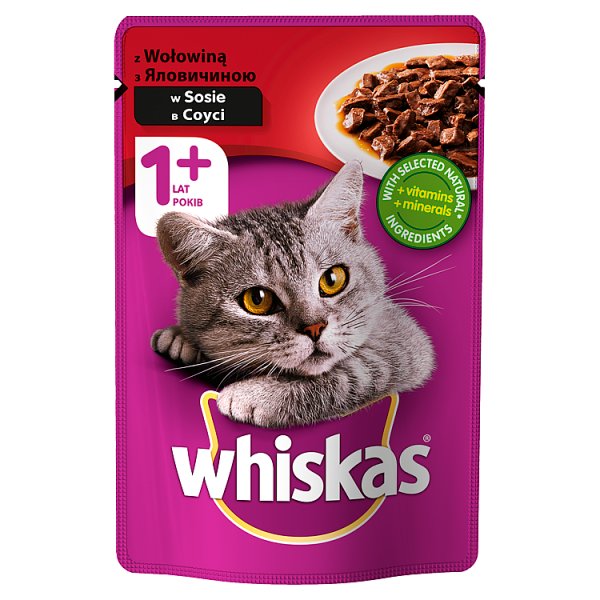 z Wołowiną
з Яловичиною
w Sosie
в Соусі
1+
LAT
РОКІВ
WITH SELECTED NATURAL*
+ vitamins
+ minerals
INGREDIENTS
whiskas®